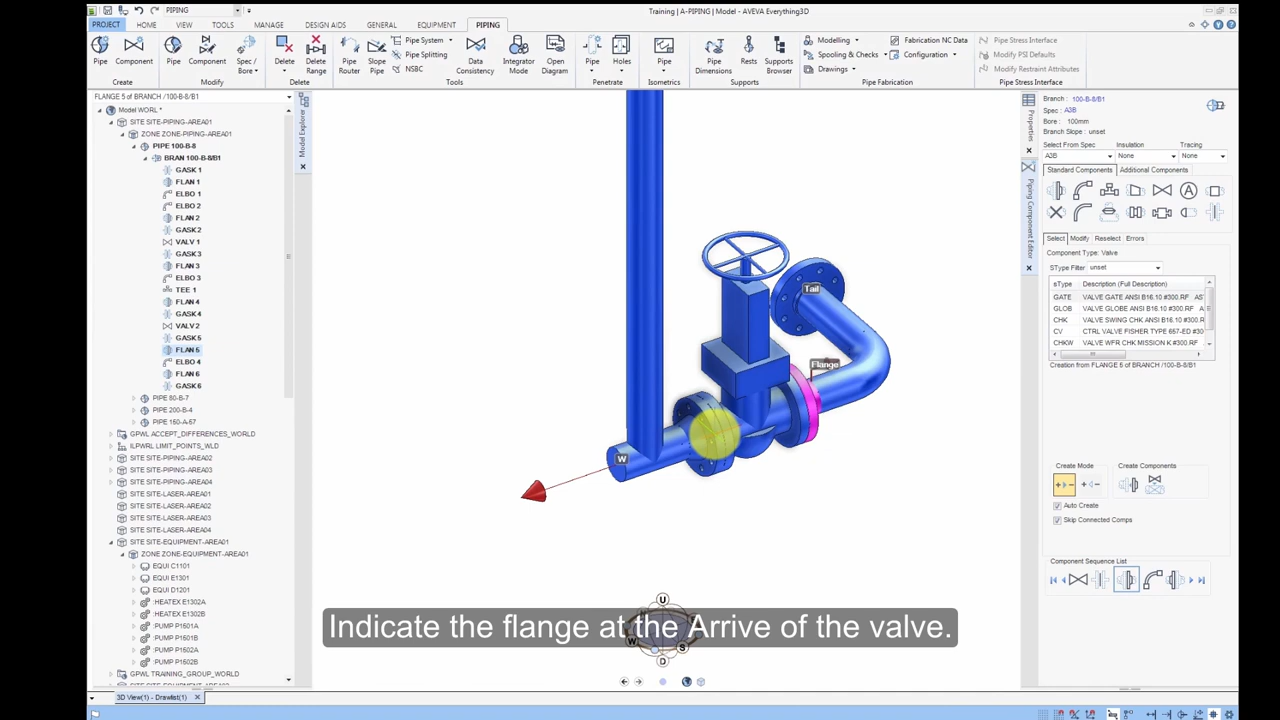 PIPING
Training | A-PIPING | Model - AVEVA Everything3D
PROJECT HOME VIEW TOOLS MANAGE DESIGN AIDS GENERAL EQUIPMENT PIPING
Pipe Component Pipe Component Spec / Bore Delete Delete Range Pipe Router Slope Pipe Pipe System Pipe Splitting NSBC Data Consistency Integrator Mode Open Diagram Pipe Holes Pipe Pipe Dimensions Rests Supports Browser Modelling Spooling & Checks Drawings Fabrication NC Data Configuration Pipe Stress Interface Modify PSI Defaults Modify Restraint Attributes
Create Modify Delete Tools Penetrate Isometrics Supports Pipe Fabrication Pipe Stress Interface
FLANGE 5 of BRANCH /100-B-8/B1
Model WORL *
SITE SITE-PIPING-AREA01
ZONE ZONE-PIPING-AREA01
PIPE 100-B-8
BRAN 100-B-8/B1
GASK 1
FLAN 1
ELBO 1
ELBO 2
FLAN 2
GASK 2
VALV 1
GASK 3
FLAN 3
ELBO 3
TEE 1
FLAN 4
GASK 4
VALV 2
GASK 5
FLAN 5
ELBO 4
FLAN 6
GASK 6
PIPE 80-B-7
PIPE 200-B-4
PIPE 150-A-57
GPWL ACCEPT_DIFFERENCES_WORLD
ILPWRL LIMIT_POINTS_WLD
SITE SITE-PIPING-AREA02
SITE SITE-PIPING-AREA03
SITE SITE-PIPING-AREA04
SITE SITE-LASER-AREA01
SITE SITE-LASER-AREA02
SITE SITE-LASER-AREA03
SITE SITE-LASER-AREA04
SITE SITE-EQUIPMENT-AREA01
ZONE ZONE-EQUIPMENT-AREA01
EQUI C1101
EQUI E1301
EQUI D1201
:HEATEX E1302A
:HEATEX E1302B
:PUMP P1501A
:PUMP P1501B
:PUMP P1502A
:PUMP P1502B
GPWL TRAINING_GROUP_WORLD
Model Explorer
Tail
Flange
W
U
W
S
D
Indicate the flange at the Arrive of the valve.
3D View(1) - Drawlist(1)
Properties
Piping Component Editor
Branch : 100-B-8/B1
Spec : A3B
Bore : 100mm
Branch Slope : unset
Select From Spec Insulation Tracing
A3B None None
Standard Components Additional Components
Select Modify Reselect Errors
Component Type: Valve
SType Filter unset
sType Description (Full Description)
GATE VALVE GATE ANSI B16.10 #300.RF
GLOB VALVE GLOBE ANSI B16.10 #300.RF
CHK VALVE SWING CHK ANSI B16.10 #300.R
CV CTRL VALVE FISHER TYPE 657-ED #30
CHKW VALVE WFR CHK MISSION K #300.RF
Creation from FLANGE 5 of BRANCH /100-B-8/B1
Create Mode Create Components
Auto Create
Skip Connected Comps
Component Sequence List